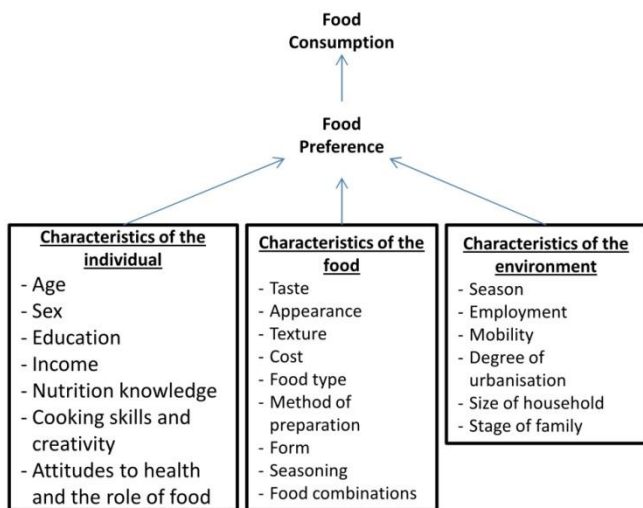 Food
Consumption
Food
Preference
Characteristics of the
individual
- Age
- Sex
- Education
- Income
- Nutrition knowledge
- Cooking skills and
creativity
- Attitudes to health
and the role of food
Characteristics of the
food
- Taste
- Appearance
- Texture
- Cost
- Food type
- Method of
preparation
- Form
- Seasoning
- Food combinations
Characteristics of the
environment
- Season
- Employment
- Mobility
- Degree of
urbanisation
- Size of household
- Stage of family